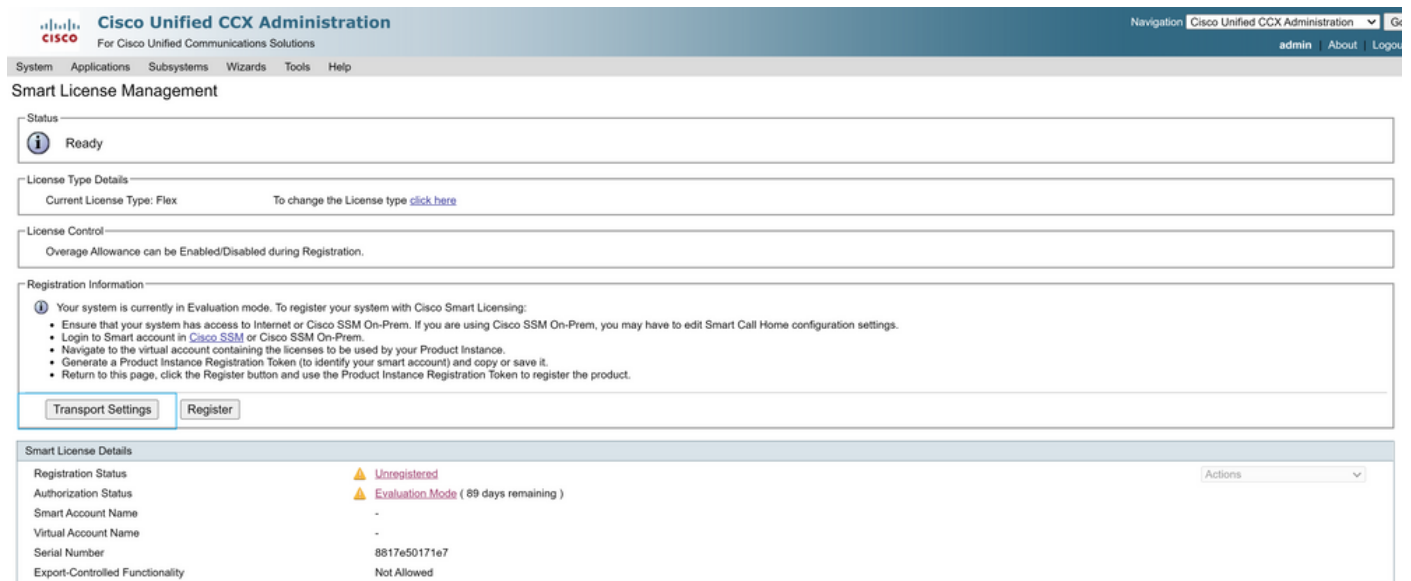 Cisco Unified CCX Administration
Navigation Cisco Unified CCX Administration
CISCO For Cisco Unified Communications Solutions
admin | About | Logou
System Applications Subsystems Wizards Tools Help
Smart License Management
Status
Ready
License Type Details
Current License Type: Flex To change the License type click here
License Control
Overage Allowance can be Enabled/Disabled during Registration.
Registration Information
Your system is currently in Evaluation mode. To register your system with Cisco Smart Licensing:
• Ensure that your system has access to Internet or Cisco SSM On-Prem. If you are using Cisco SSM On-Prem, you may have to edit Smart Call Home configuration settings.
• Login to Smart account in Cisco SSM or Cisco SSM On-Prem.
• Navigate to the virtual account containing the licenses to be used by your Product Instance.
• Generate a Product Instance Registration Token (to identify your smart account) and copy or save it.
• Return to this page, click the Register button and use the Product Instance Registration Token to register the product.
Transport Settings Register
Smart License Details
Registration Status Unregistered Actions
Authorization Status Evaluation Mode ( 89 days remaining )
Smart Account Name -
Virtual Account Name -
Serial Number 8817e50171e7
Export-Controlled Functionality Not Allowed